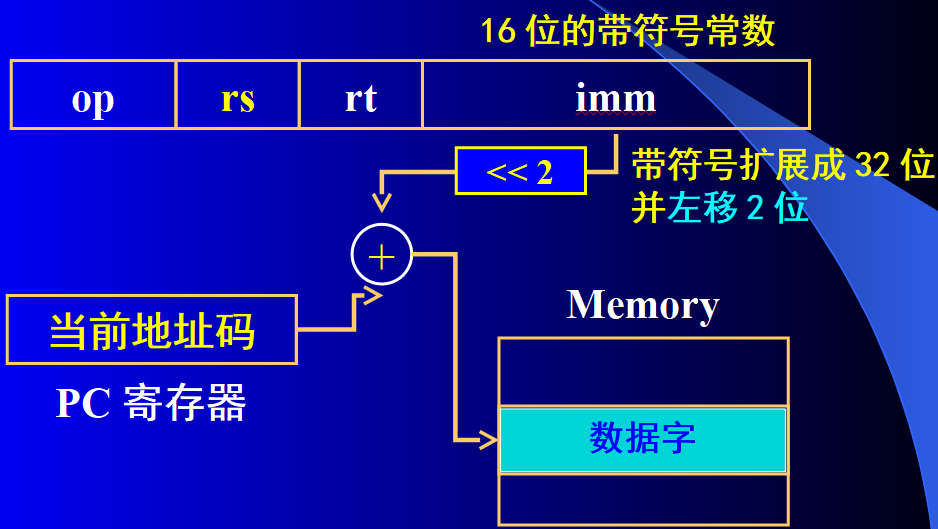 16 位的带符号常数
op rs rt imm
<< 2
带符号扩展成 32 位
并左移 2 位
+
当前地址码
PC 寄存器
Memory
数据字